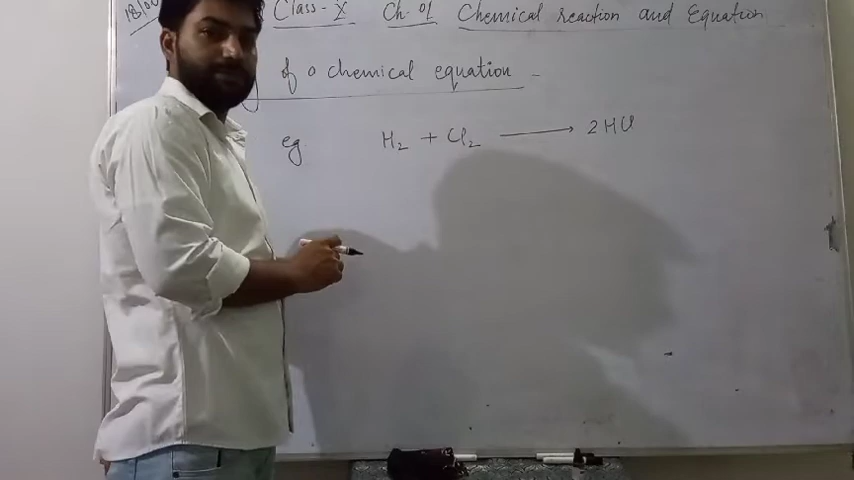 Class- X Ch- 01 Chemical reaction and Equation
of a chemical equation -
eg. H₂ + Cl₂ ⟶ 2HCl